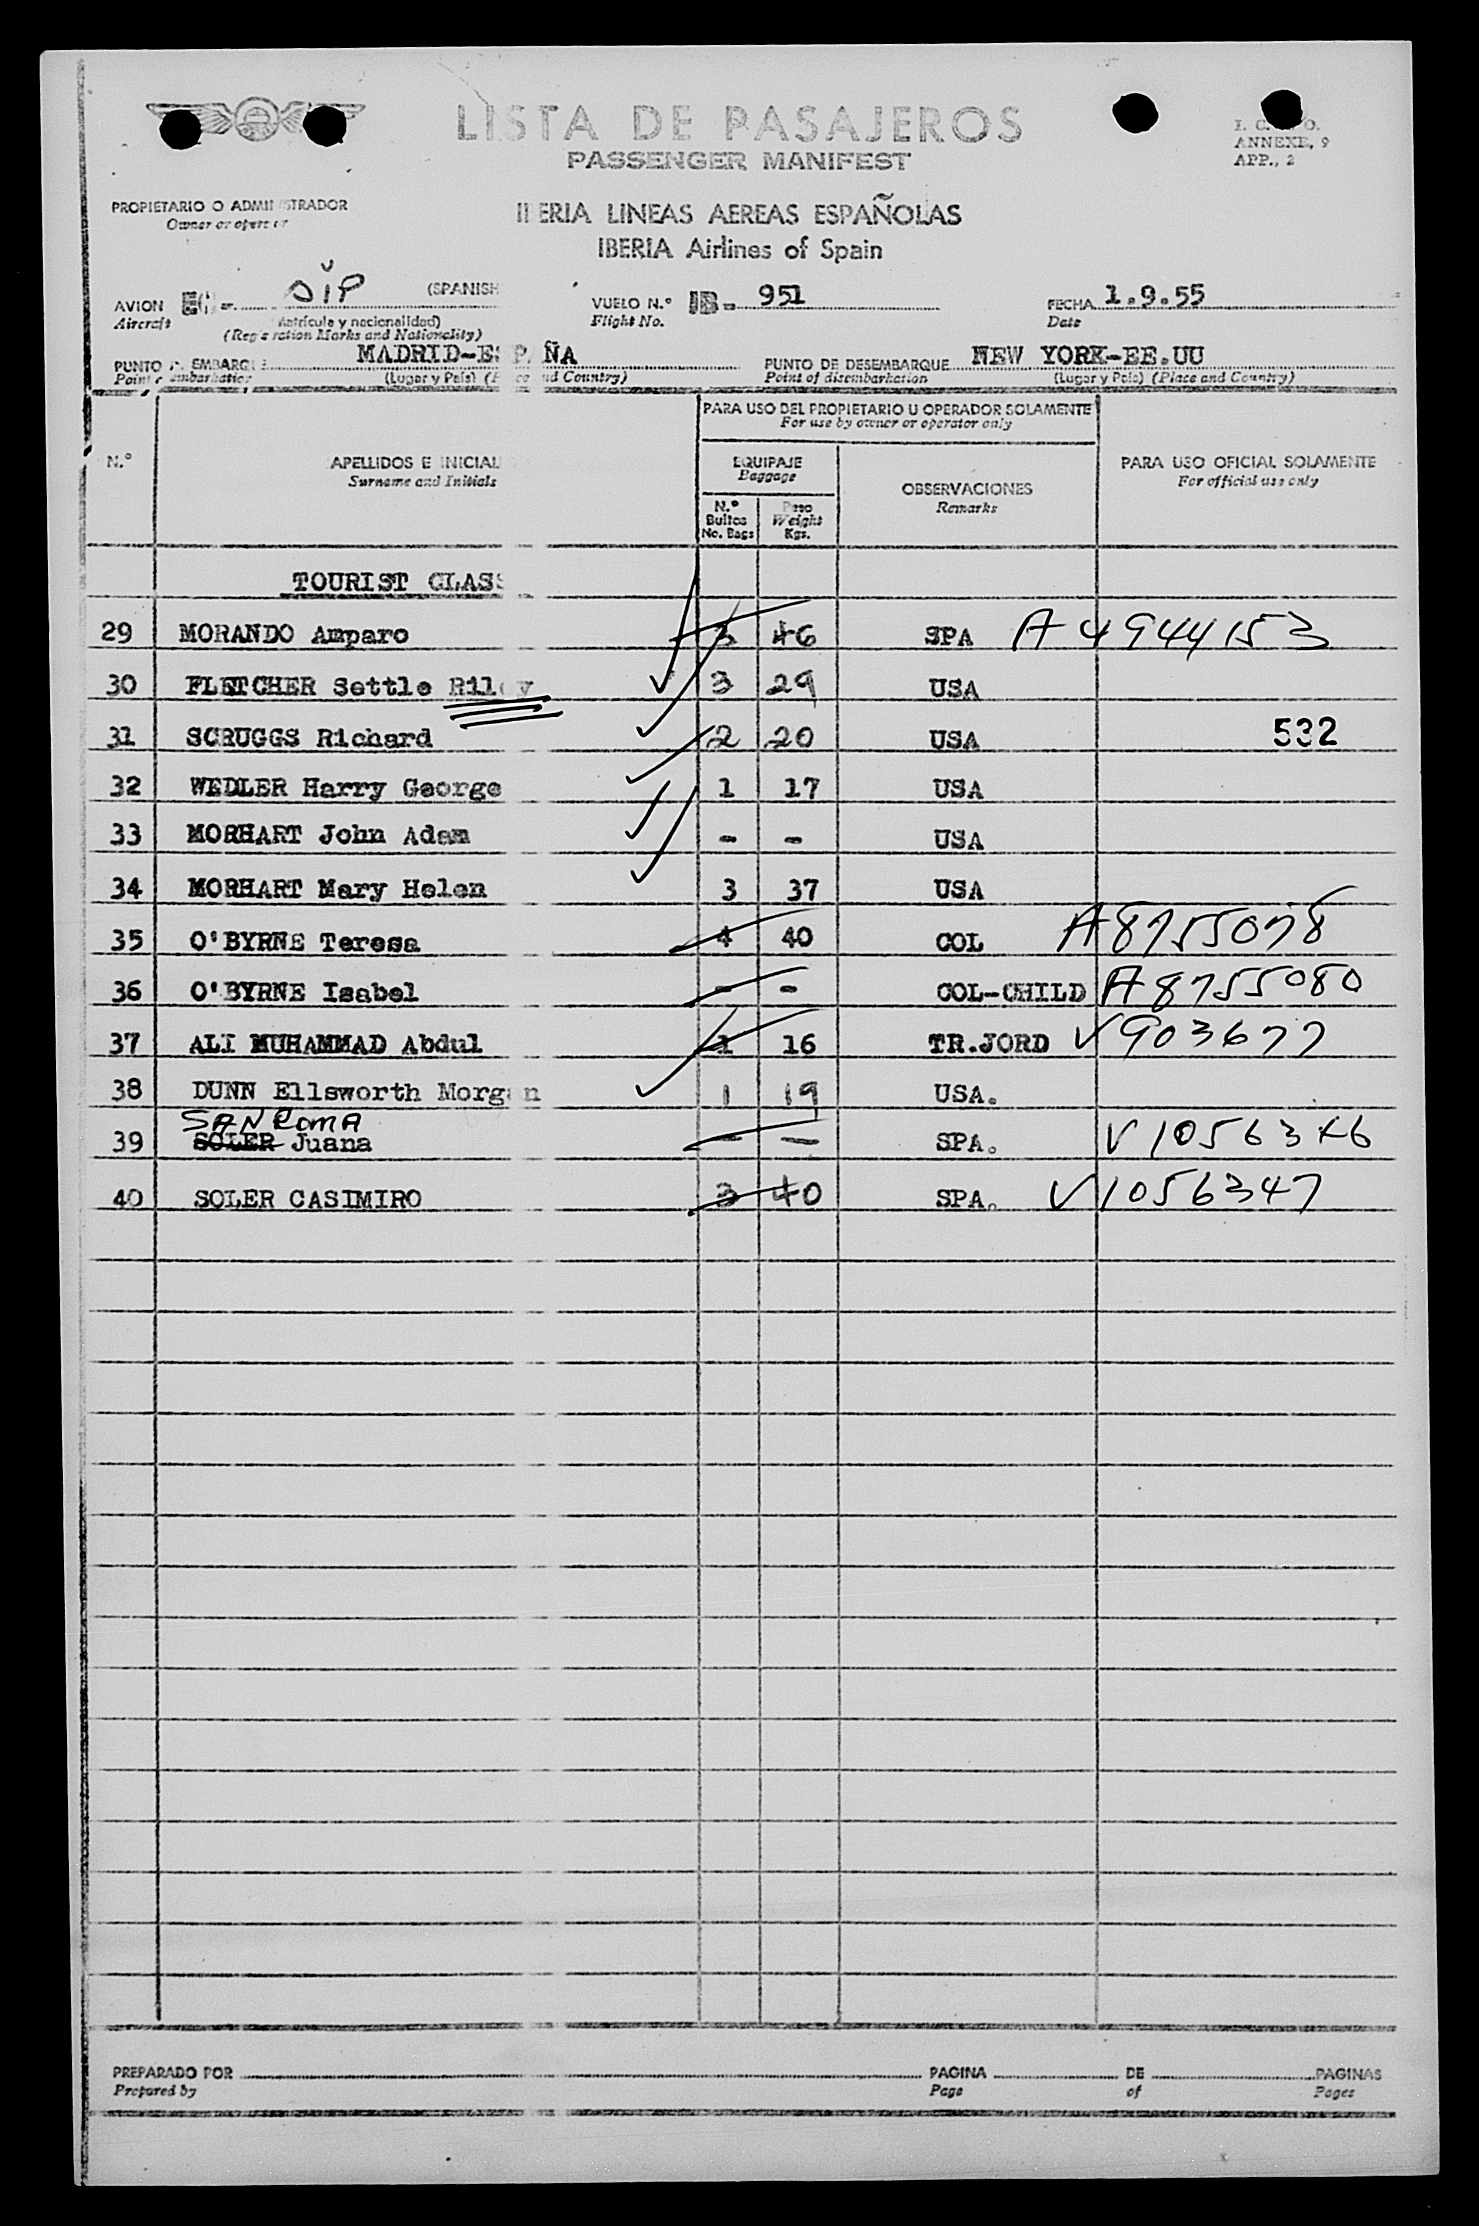 LISTA DE PASAJEROS
PASSENGER MANIFEST
I. C. O.
ANNEXE, 9
APP., 2
PROPIETARIO O ADMINISTRADOR
Owner or operator
IBERIA LINEAS AEREAS ESPAÑOLAS
IBERIA Airlines of Spain
AVION EC - (SPANISH
Aircraft
(Matrícula y nacionalidad)
(Registration Marks and Nationality)
VUELO N.º IB - 951
Flight No.
FECHA 1.9.55
Date
PUNTO DE EMBARQUE MADRID-ESPAÑA
Point of embarkation (Lugar y País) (Place and Country)
PUNTO DE DESEMBARQUE NEW YORK-EE.UU
Point of disembarkation (Lugar y País) (Place and Country)
N.º
APELLIDOS E INICIAL
Surname and Initials
PARA USO DEL PROPIETARIO U OPERADOR SOLAMENTE
For use by owner or operator only
EQUIPAJE
Baggage
N.º Bultos No. Bags
Peso Weight Kgs.
OBSERVACIONES
Remarks
PARA USO OFICIAL SOLAMENTE
For official use only
TOURIST CLASS
29 MORANDO Amparo 3 46 SPA A4944153
30 FLETCHER Settle Riley 3 29 USA
31 SCRUGGS Richard 2 20 USA 532
32 WEDLER Harry George 1 17 USA
33 MORHART John Adam - - USA
34 MORHART Mary Helen 3 37 USA
35 O'BYRNE Teresa 4 40 COL A8755078
36 O'BYRNE Isabel - - COL-CHILD A8755080
37 ALI MUHAMMAD Abdul 1 16 TR.JORD V903677
38 DUNN Ellsworth Morgan 1 19 USA.
SANROMA
39 SOLER Juana - - SPA. V1056346
40 SOLER CASIMIRO 3 40 SPA. V1056347
PREPARADO POR
Prepared by
PAGINA DE PAGINAS
Page of Pages